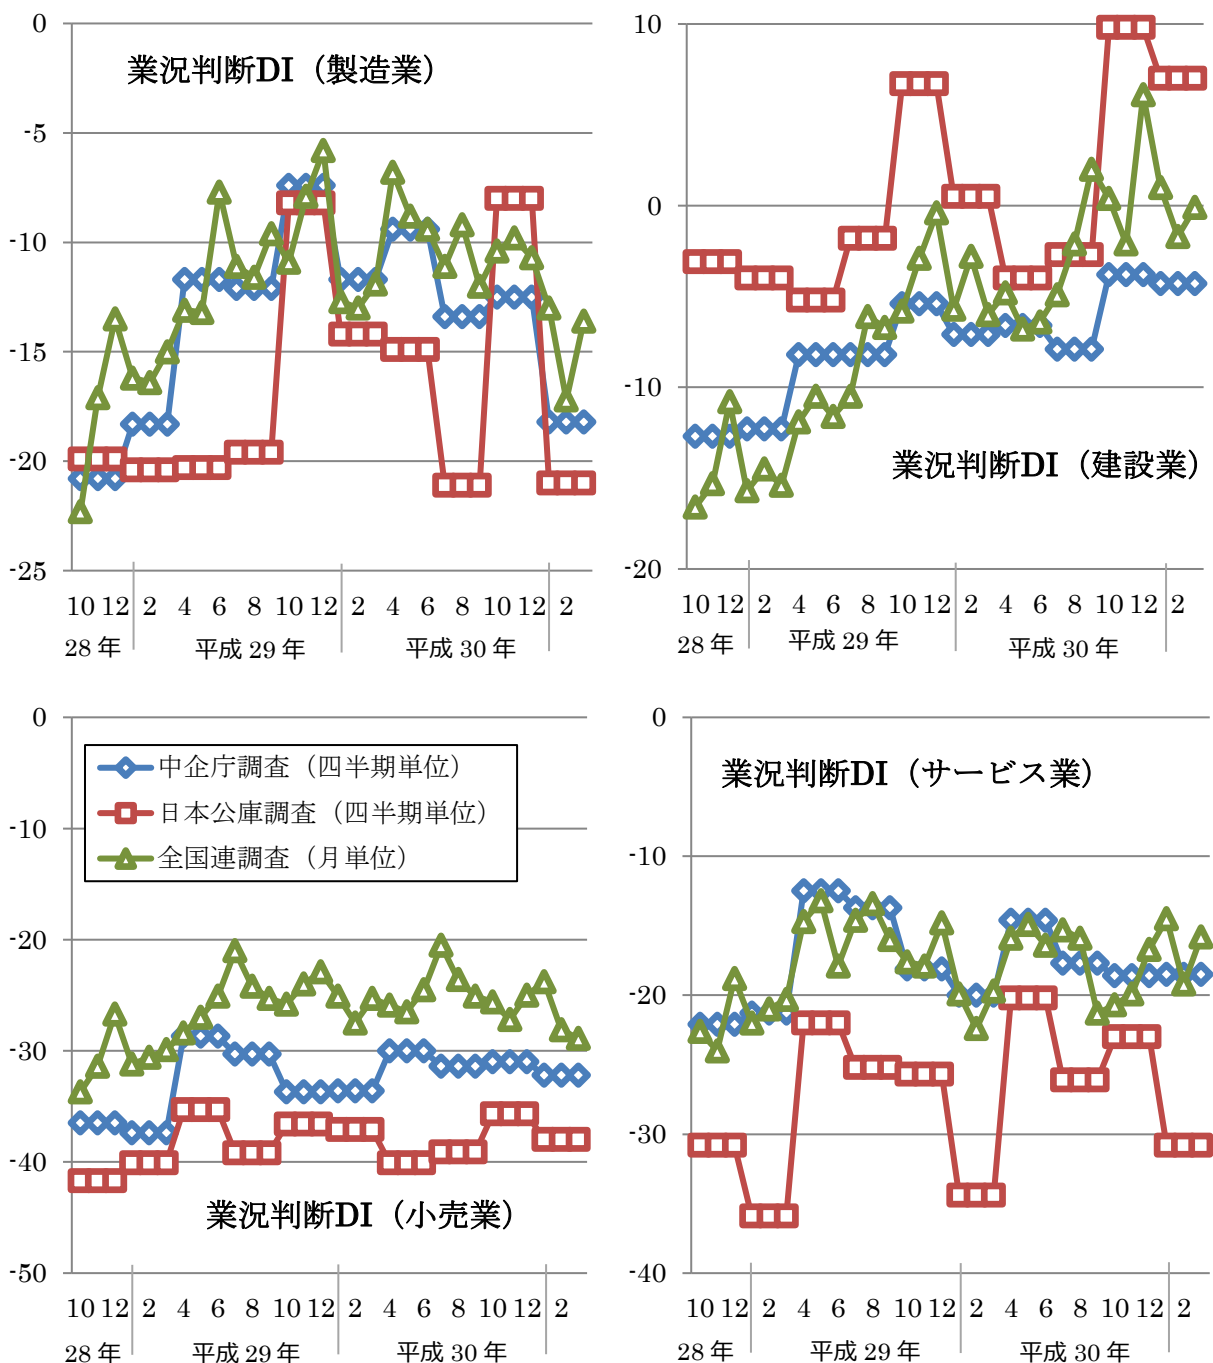 業況判断DI（製造業）
0
-5
-10
-15
-20
-25
10 12 2 4 6 8 10 12 2 4 6 8 10 12 2
28 年 平成 29 年 平成 30 年
業況判断DI（建設業）
10
0
-10
-20
10 12 2 4 6 8 10 12 2 4 6 8 10 12 2
28 年 平成 29 年 平成 30 年
0
-10
-20
-30
-40
-50
中企庁調査（四半期単位）
日本公庫調査（四半期単位）
全国連調査（月単位）
業況判断DI（小売業）
10 12 2 4 6 8 10 12 2 4 6 8 10 12 2
28 年 平成 29 年 平成 30 年
業況判断DI（サービス業）
0
-10
-20
-30
-40
10 12 2 4 6 8 10 12 2 4 6 8 10 12 2
28 年 平成 29 年 平成 30 年